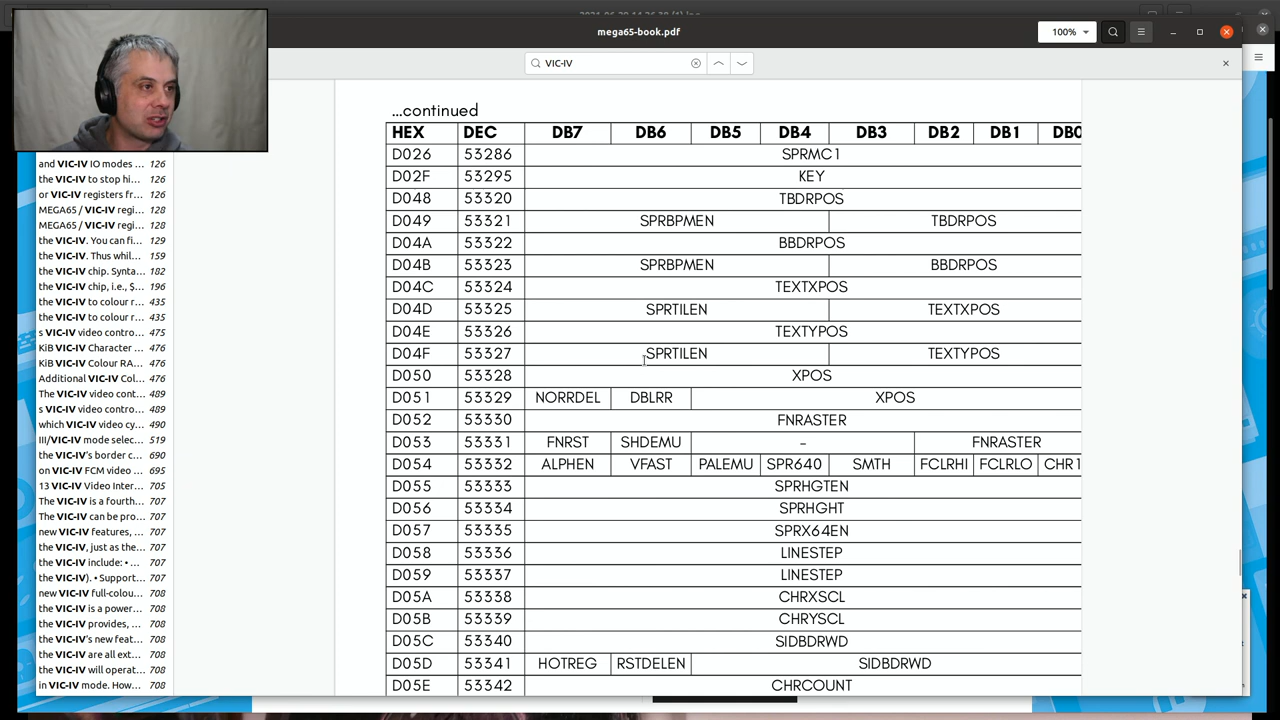 mega65-book.pdf
100%
VIC-IV
and VIC-IV IO modes ... 126
the VIC-IV to stop hi... 126
or VIC-IV registers fr... 126
MEGA65 / VIC-IV regi... 128
MEGA65 / VIC-IV regi... 128
the VIC-IV. You can fi... 129
the VIC-IV. Thus whil... 159
the VIC-IV chip. Synta... 182
the VIC-IV chip, i.e., $... 196
the VIC-IV to colour r... 435
the VIC-IV to colour r... 435
s VIC-IV video contro... 475
KiB VIC-IV Character ... 476
KiB VIC-IV Colour RA... 476
Additional VIC-IV Col... 476
The VIC-IV video cont... 489
s VIC-IV video contro... 489
which VIC-IV video cy... 490
III/VIC-IV mode selec... 519
the VIC-IV's border c... 690
on VIC-IV FCM video ... 695
13 VIC-IV Video Inter... 705
The VIC-IV is a fourth... 707
The VIC-IV can be pro... 707
new VIC-IV features, ... 707
the VIC-IV, just as the... 707
the VIC-IV include: • ... 707
the VIC-IV). • Support... 707
new VIC-IV full-colou... 708
the VIC-IV is a power... 708
the VIC-IV provides, ... 708
the VIC-IV's new feat... 708
the VIC-IV are all ext... 708
the VIC-IV will operat... 708
in VIC-IV mode. How... 708
...continued
HEX DEC DB7 DB6 DB5 DB4 DB3 DB2 DB1 DB0
D026 53286 SPRMC1
D02F 53295 KEY
D048 53320 TBDRPOS
D049 53321 SPRBPMEN TBDRPOS
D04A 53322 BBDRPOS
D04B 53323 SPRBPMEN BBDRPOS
D04C 53324 TEXTXPOS
D04D 53325 SPRTILEN TEXTXPOS
D04E 53326 TEXTYPOS
D04F 53327 SPRTILEN TEXTYPOS
D050 53328 XPOS
D051 53329 NORRDEL DBLRR XPOS
D052 53330 FNRASTER
D053 53331 FNRST SHDEMU – FNRASTER
D054 53332 ALPHEN VFAST PALEMU SPR640 SMTH FCLRHI FCLRLO CHR1
D055 53333 SPRHGTEN
D056 53334 SPRHGHT
D057 53335 SPRX64EN
D058 53336 LINESTEP
D059 53337 LINESTEP
D05A 53338 CHRXSCL
D05B 53339 CHRYSCL
D05C 53340 SIDBDRWD
D05D 53341 HOTREG RSTDELEN SIDBDRWD
D05E 53342 CHRCOUNT